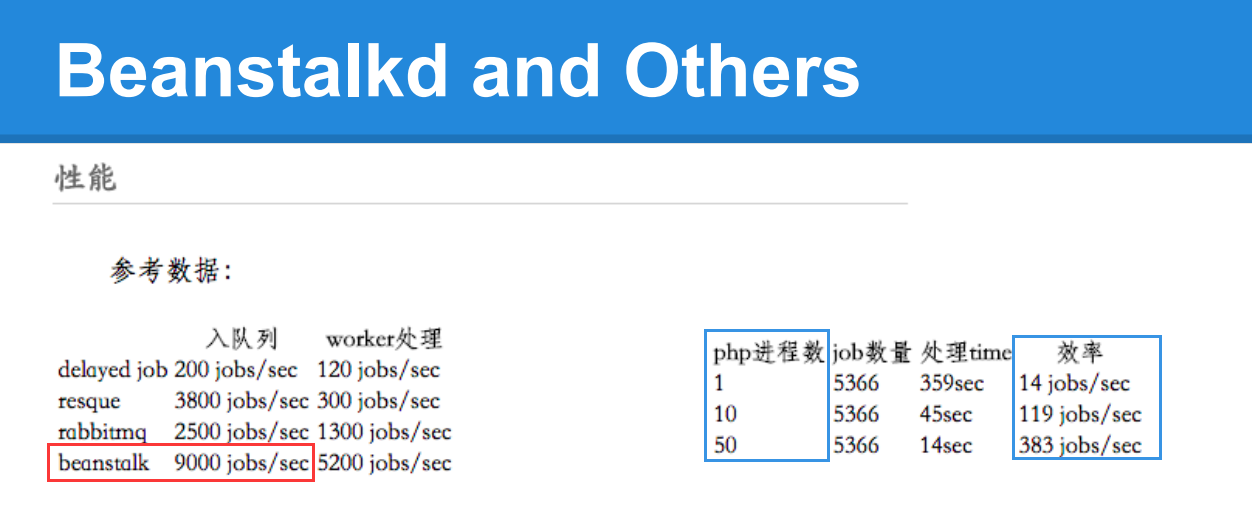 Beanstalkd and Others
性能
参考数据：
入队列 worker处理
delayed job 200 jobs/sec 120 jobs/sec
resque 3800 jobs/sec 300 jobs/sec
rabbitmq 2500 jobs/sec 1300 jobs/sec
beanstalk 9000 jobs/sec 5200 jobs/sec
php进程数 job数量 处理time 效率
1 5366 359sec 14 jobs/sec
10 5366 45sec 119 jobs/sec
50 5366 14sec 383 jobs/sec